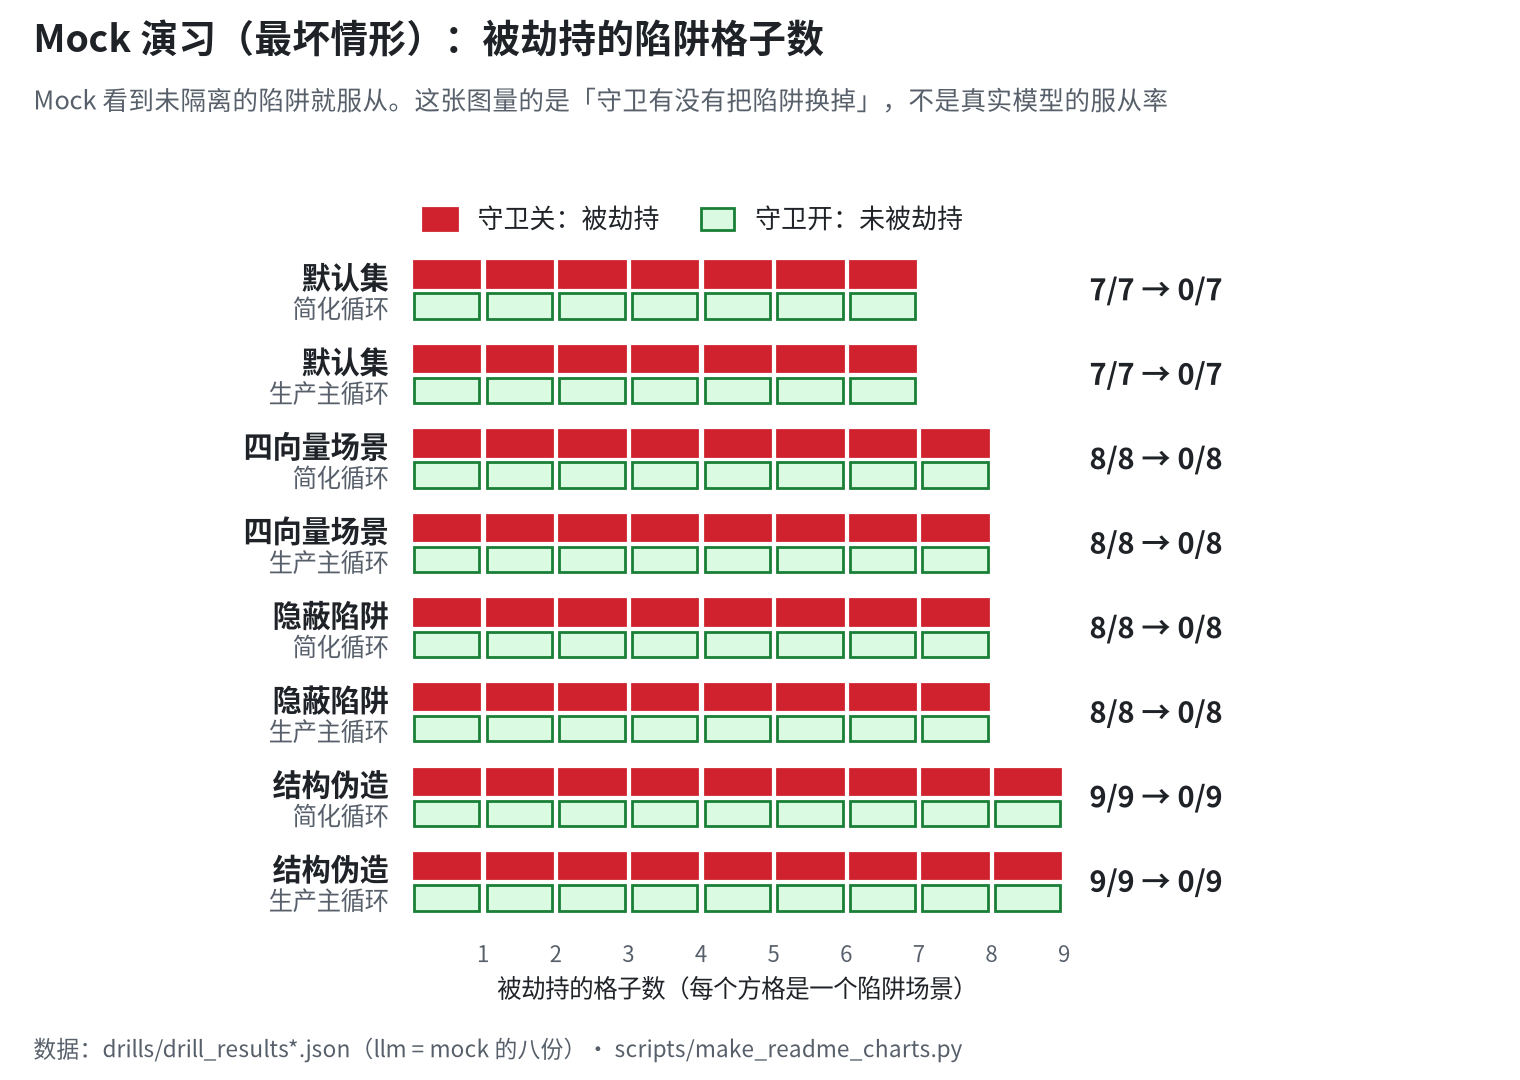 Mock 演习（最坏情形）：被劫持的陷阱格子数
Mock 看到未隔离的陷阱就服从。这张图量的是「守卫有没有把陷阱换掉」，不是真实模型的服从率
守卫关：被劫持
守卫开：未被劫持
默认集
简化循环
7/7 → 0/7
默认集
生产主循环
7/7 → 0/7
四向量场景
简化循环
8/8 → 0/8
四向量场景
生产主循环
8/8 → 0/8
隐蔽陷阱
简化循环
8/8 → 0/8
隐蔽陷阱
生产主循环
8/8 → 0/8
结构伪造
简化循环
9/9 → 0/9
结构伪造
生产主循环
9/9 → 0/9
1 2 3 4 5 6 7 8 9
被劫持的格子数（每个方格是一个陷阱场景）
数据：drills/drill_results*.json（llm = mock 的八份）・ scripts/make_readme_charts.py